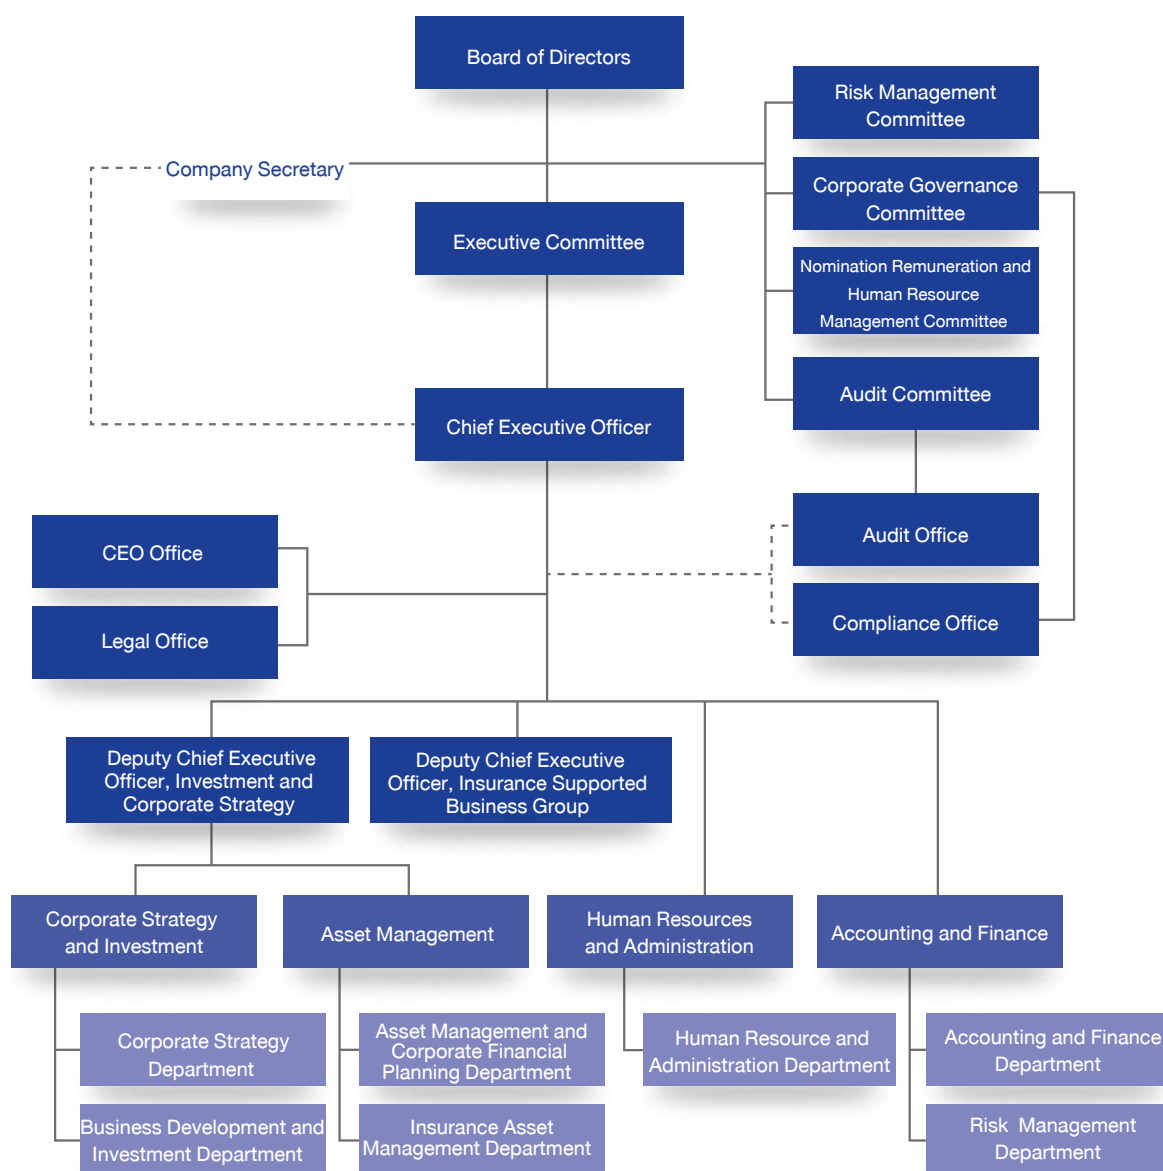 Board of Directors
Risk Management
Committee
Company Secretary
Corporate Governance
Committee
Executive Committee
Nomination Remuneration and
Human Resource
Management Committee
Audit Committee
Chief Executive Officer
Audit Office
CEO Office
Compliance Office
Legal Office
Deputy Chief Executive
Officer, Investment and
Corporate Strategy
Deputy Chief Executive
Officer, Insurance Supported
Business Group
Corporate Strategy
and Investment
Asset Management
Human Resources
and Administration
Accounting and Finance
Corporate Strategy
Department
Asset Management and
Corporate Financial
Planning Department
Human Resource and
Administration Department
Accounting and Finance
Department
Business Development and
Investment Department
Insurance Asset
Management Department
Risk Management
Department